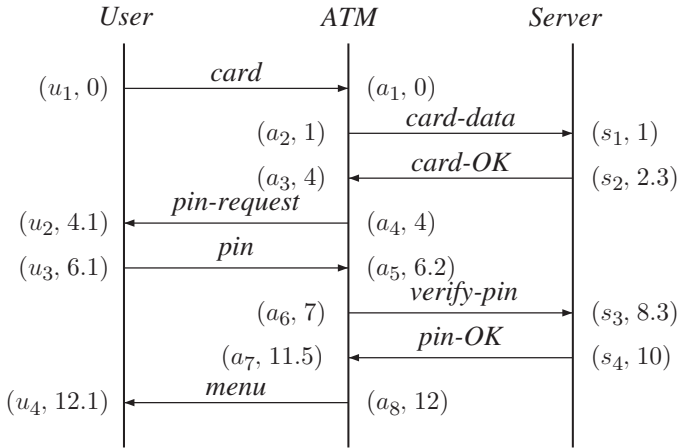 User ATM Server
card
(u1, 0) (a1, 0)
card-data
(a2, 1) (s1, 1)
card-OK
(a3, 4) (s2, 2.3)
pin-request
(u2, 4.1) (a4, 4)
pin
(u3, 6.1) (a5, 6.2)
verify-pin
(a6, 7) (s3, 8.3)
pin-OK
(a7, 11.5) (s4, 10)
menu
(u4, 12.1) (a8, 12)